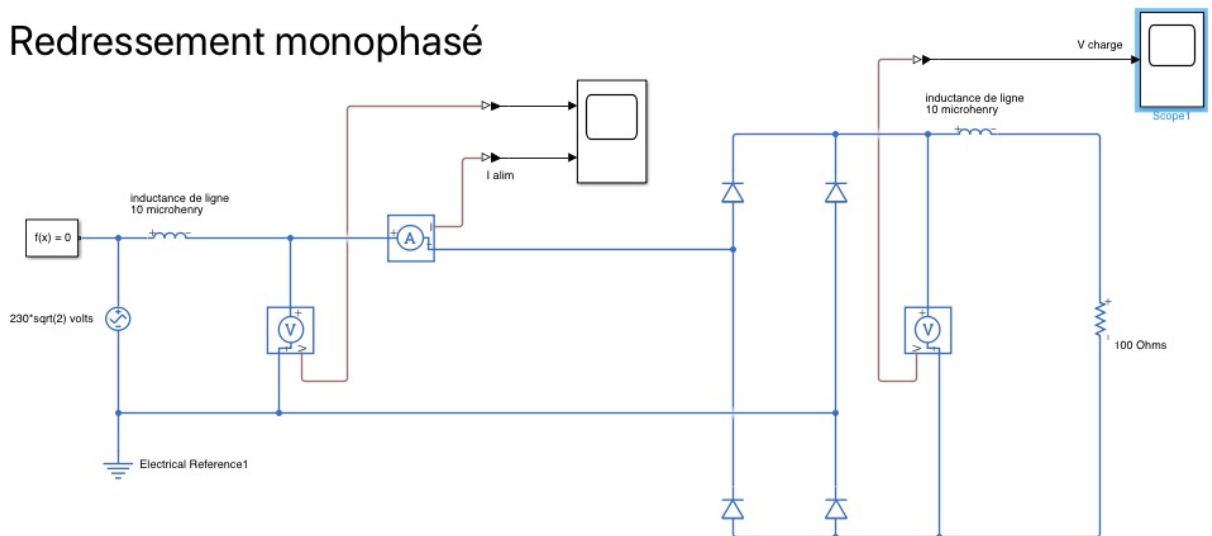 Redressement monophasé
V charge
inductance de ligne
10 microhenry
Scope1
I alim
inductance de ligne
10 microhenry
f(x) = 0
A
I
230*sqrt(2) volts
V
V
V
V
100 Ohms
Electrical Reference1